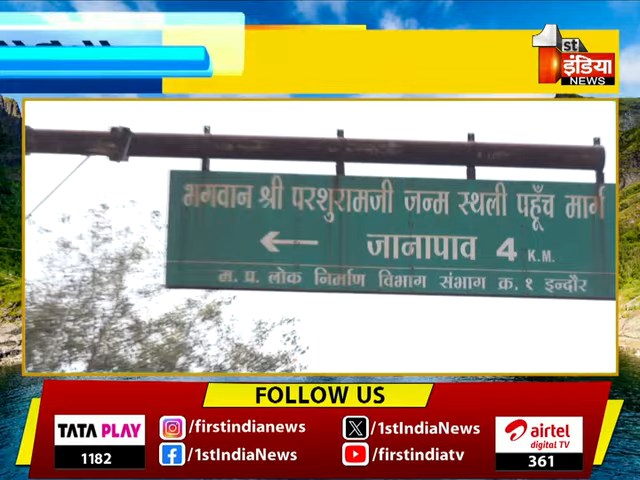 1st
इंडिया
NEWS
भगवान श्री परशुरामजी जन्म स्थली पहूँच मार्ग
← जानापाव 4 K.M.
म. प्र. लोक निर्माण विभाग संभाग क्र. १ इन्दौर
FOLLOW US
TATA PLAY
1182
/firstindianews
/1stIndiaNews
/1stIndiaNews
/firstindiatv
airtel
digital TV
361